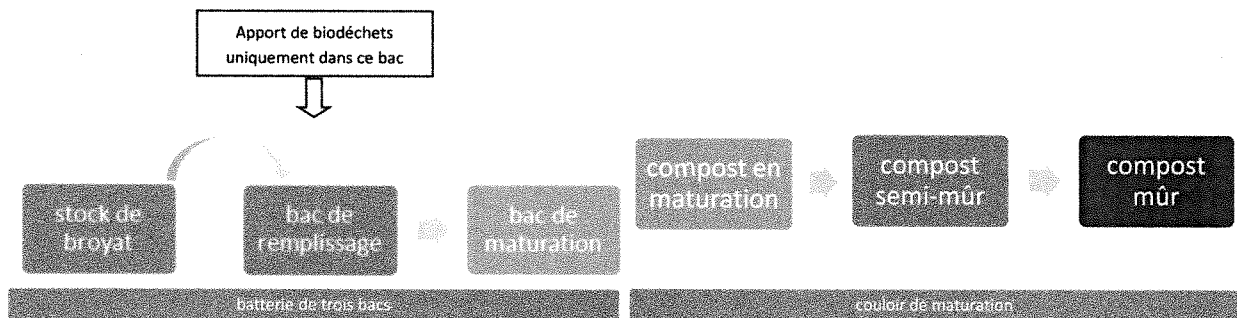 Apport de biodéchets
uniquement dans ce bac
stock de
broyat
bac de
remplissage
bac de
maturation
compost en
maturation
compost
semi-mûr
compost
mûr
batterie de trois bacs
couloir de maturation